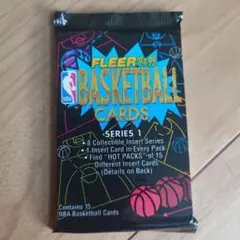 FLEER 94-95
BASKETBALL
CARDS
SERIES 1
• 8 Collectible Insert Series
• 1 Insert Card in Every Pack
• Find "HOT PACKS" of 15
Different Insert Cards
(Details on Back)
NBA
Contains 15
NBA Basketball Cards